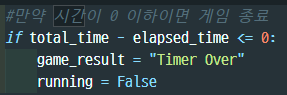 #만약 시간이 0 이하이면 게임 종료
if total_time - elapsed_time <= 0:
    game_result = "Timer Over"
    running = False